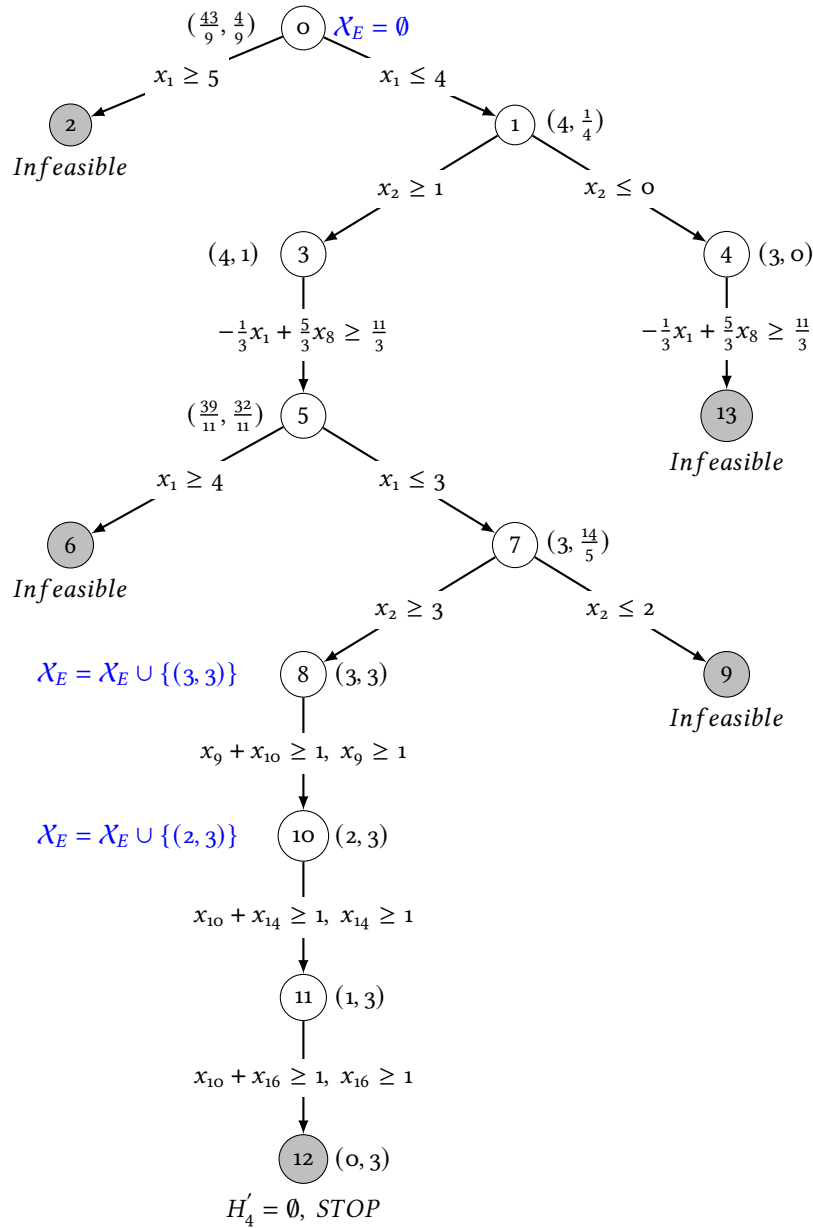 (43/9, 4/9) 0 𝒳_E = ∅
x₁ ≥ 5 x₁ ≤ 4
2 1 (4, 1/4)
Infeasible
x₂ ≥ 1 x₂ ≤ 0
(4, 1) 3 4 (3, 0)
−1/3x₁ + 5/3x₈ ≥ 11/3 −1/3x₁ + 5/3x₈ ≥ 11/3
(39/11, 32/11) 5 13
Infeasible
x₁ ≥ 4 x₁ ≤ 3
6 7 (3, 14/5)
Infeasible
x₂ ≥ 3 x₂ ≤ 2
𝒳_E = 𝒳_E ∪ {(3, 3)} 8 (3, 3) 9
Infeasible
x₉ + x₁₀ ≥ 1, x₉ ≥ 1
𝒳_E = 𝒳_E ∪ {(2, 3)} 10 (2, 3)
x₁₀ + x₁₄ ≥ 1, x₁₄ ≥ 1
11 (1, 3)
x₁₀ + x₁₆ ≥ 1, x₁₆ ≥ 1
12 (0, 3)
H₄′ = ∅, STOP